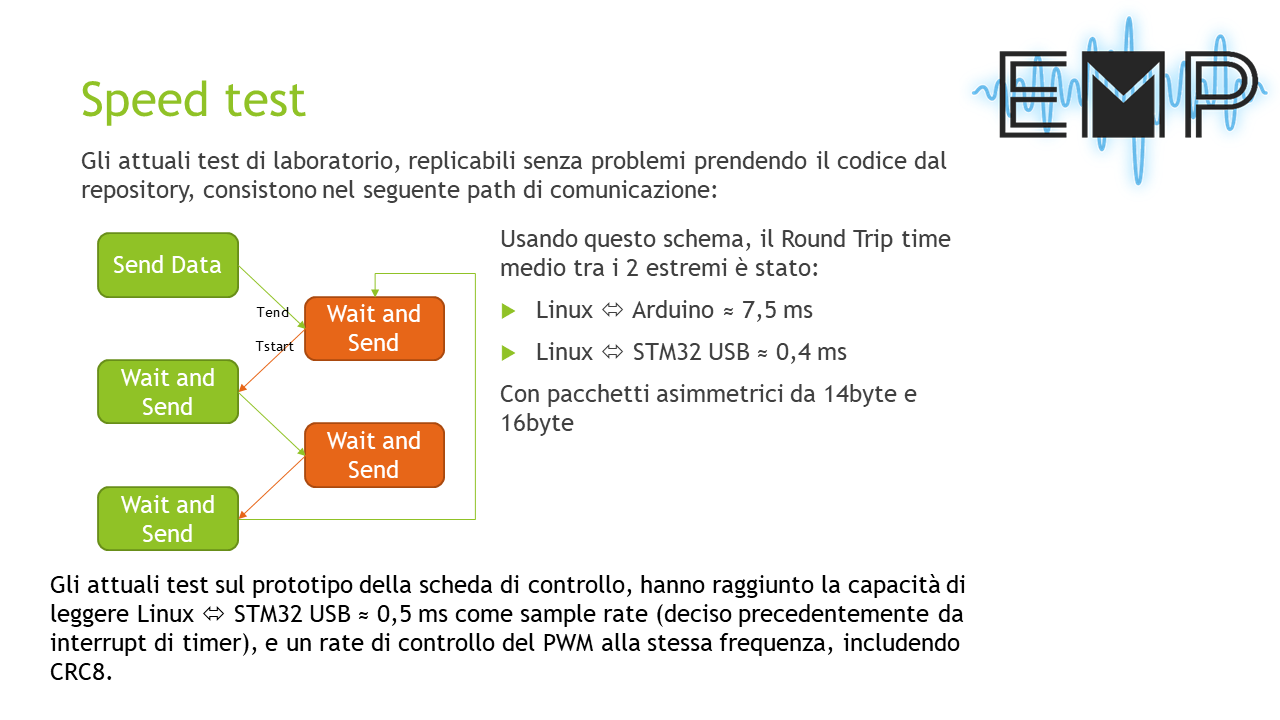 EMP
Speed test
Gli attuali test di laboratorio, replicabili senza problemi prendendo il codice dal
repository, consistono nel seguente path di comunicazione:
Send Data
Tend
Wait and
Send
Tstart
Wait and
Send
Wait and
Send
Wait and
Send
Usando questo schema, il Round Trip time
medio tra i 2 estremi è stato:
Linux ⬄ Arduino ≈ 7,5 ms
Linux ⬄ STM32 USB ≈ 0,4 ms
Con pacchetti asimmetrici da 14byte e
16byte
Gli attuali test sul prototipo della scheda di controllo, hanno raggiunto la capacità di
leggere Linux ⬄ STM32 USB ≈ 0,5 ms come sample rate (deciso precedentemente da
interrupt di timer), e un rate di controllo del PWM alla stessa frequenza, includendo
CRC8.